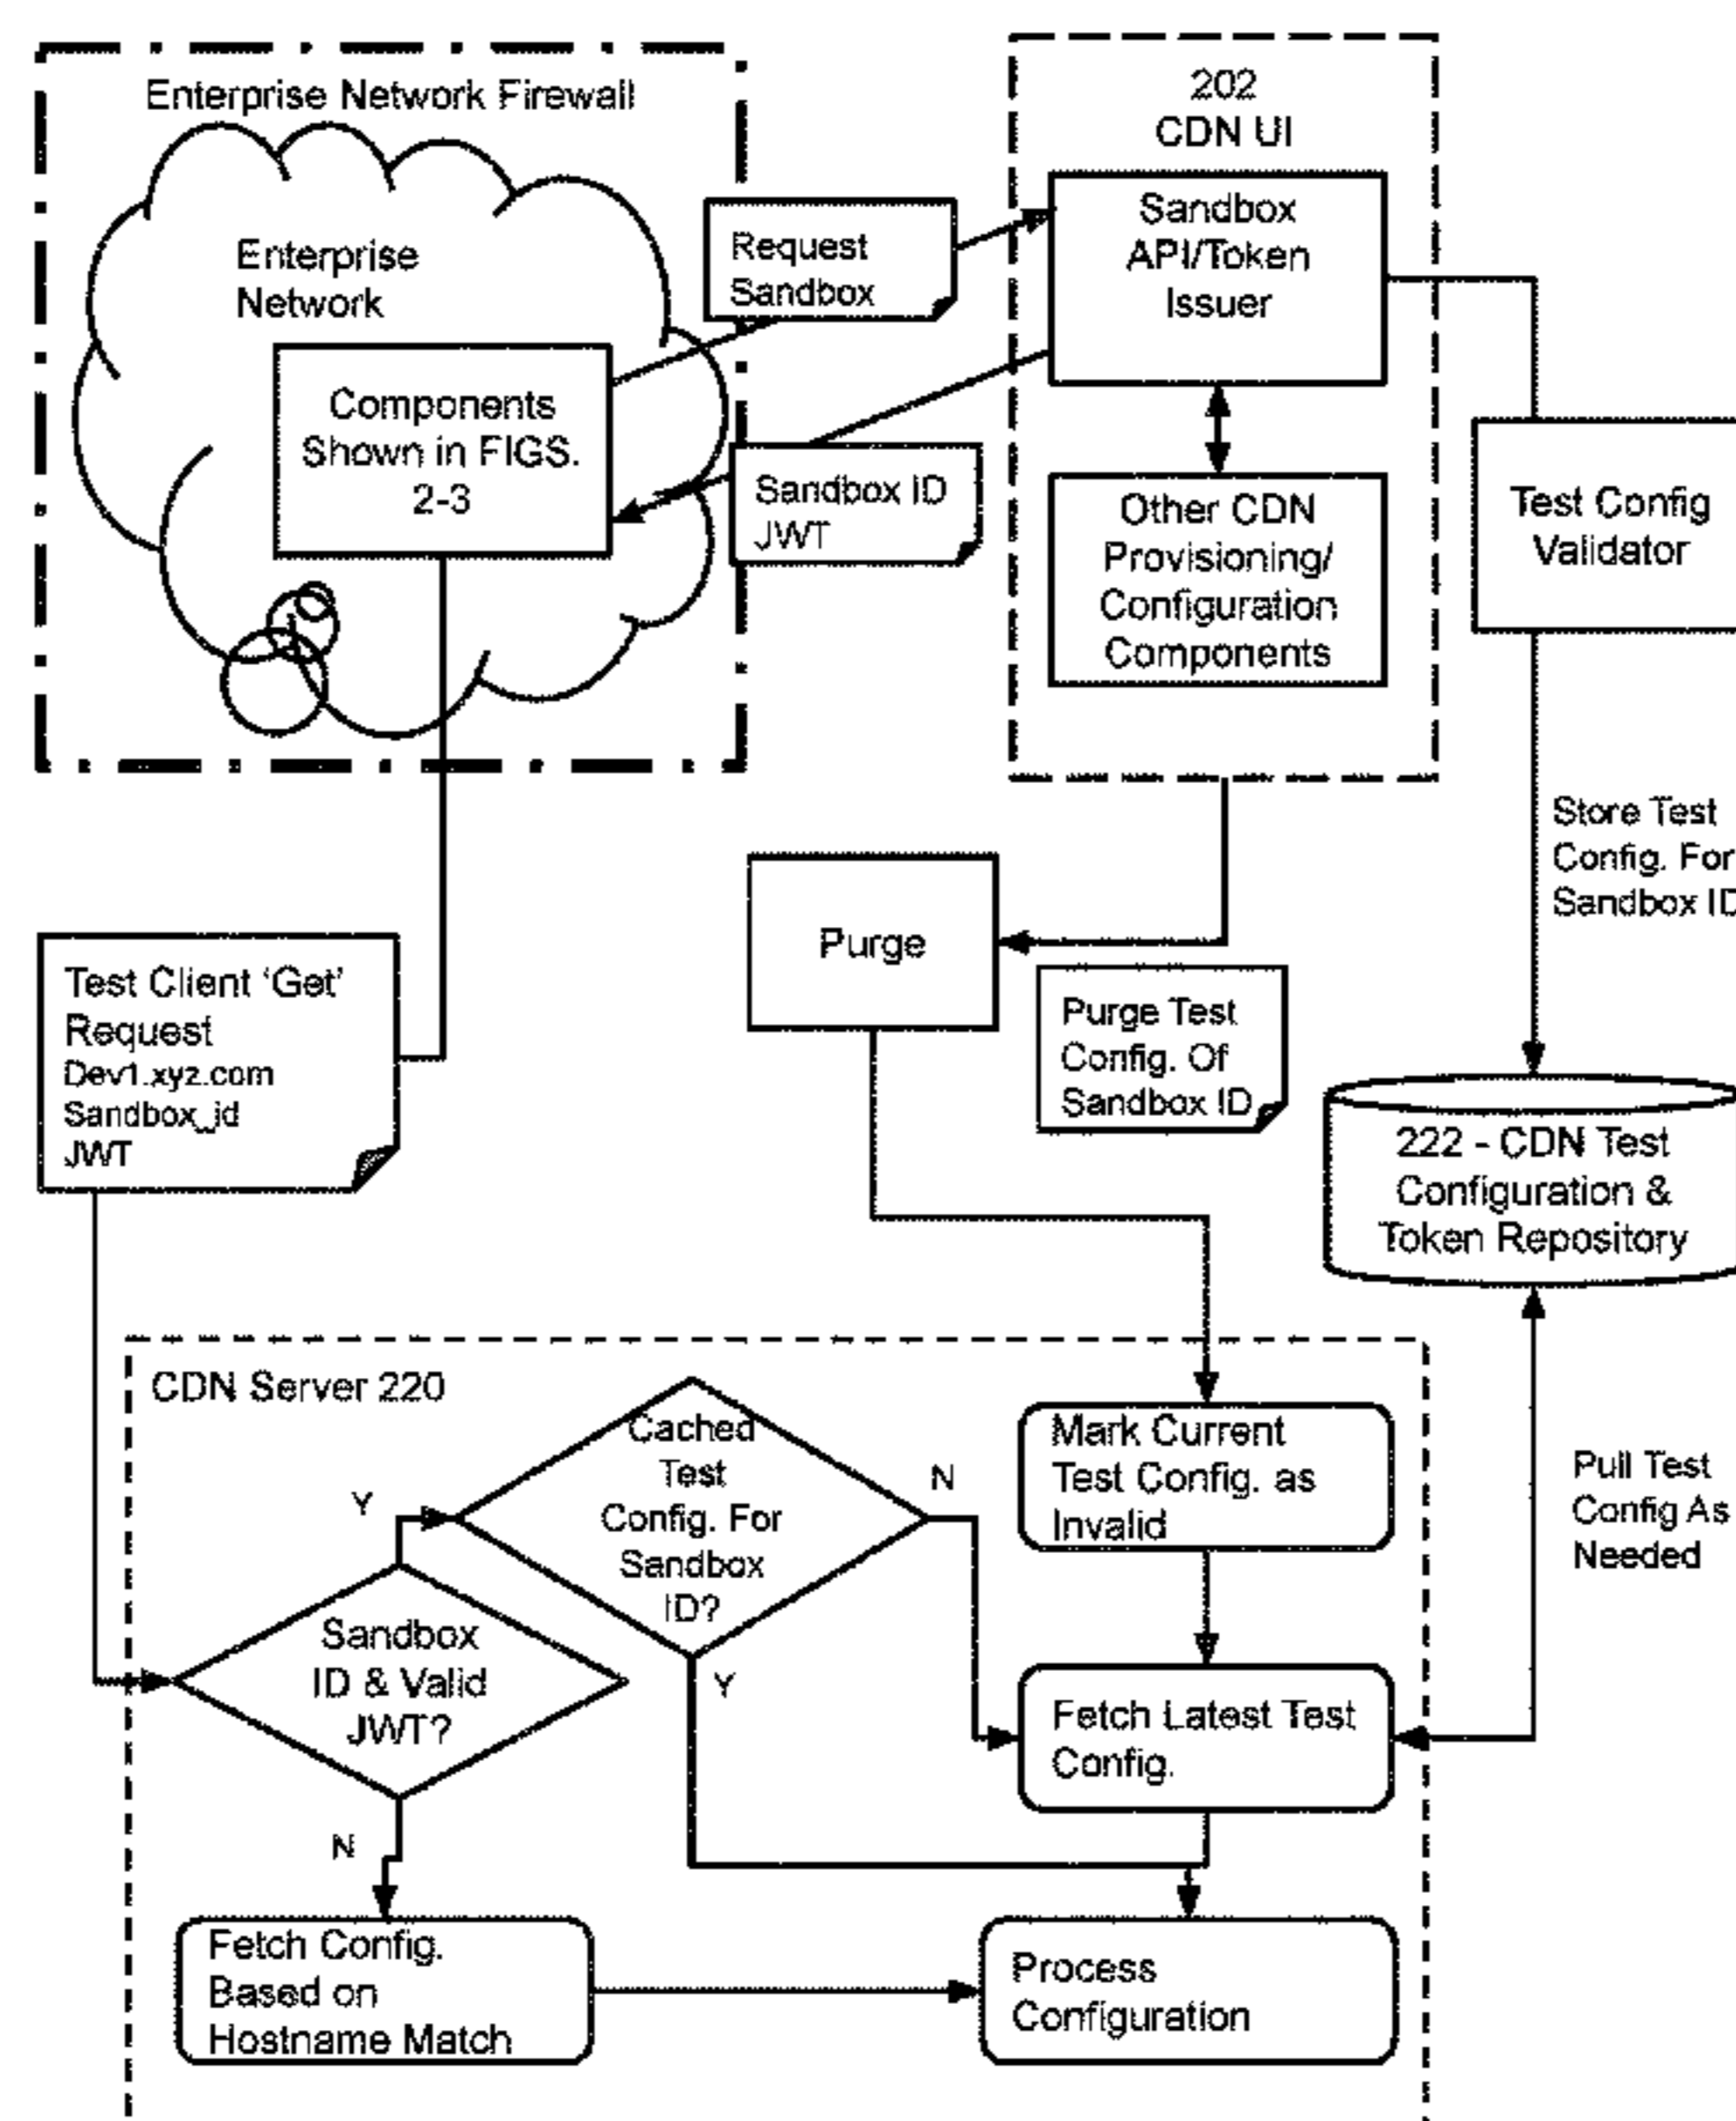 Enterprise Network Firewall
Enterprise
Network
Components
Shown in FIGS.
2-3
Request
Sandbox
Sandbox ID
JWT
202
CDN UI
Sandbox
API/Token
Issuer
Other CDN
Provisioning/
Configuration
Components
Test Config
Validator
Store Test
Config. For
Sandbox ID
Purge
Purge Test
Config. Of
Sandbox ID
Test Client ‘Get’
Request
Dev1.xyz.com
Sandbox_id
JWT
222 - CDN Test
Configuration &
Token Repository
CDN Server 220
Cached
Test
Config. For
Sandbox
ID?
Y
N
Mark Current
Test Config. as
Invalid
Pull Test
Config As
Needed
Sandbox
ID & Valid
JWT?
Y
Fetch Latest Test
Config.
N
Fetch Config.
Based on
Hostname Match
Process
Configuration